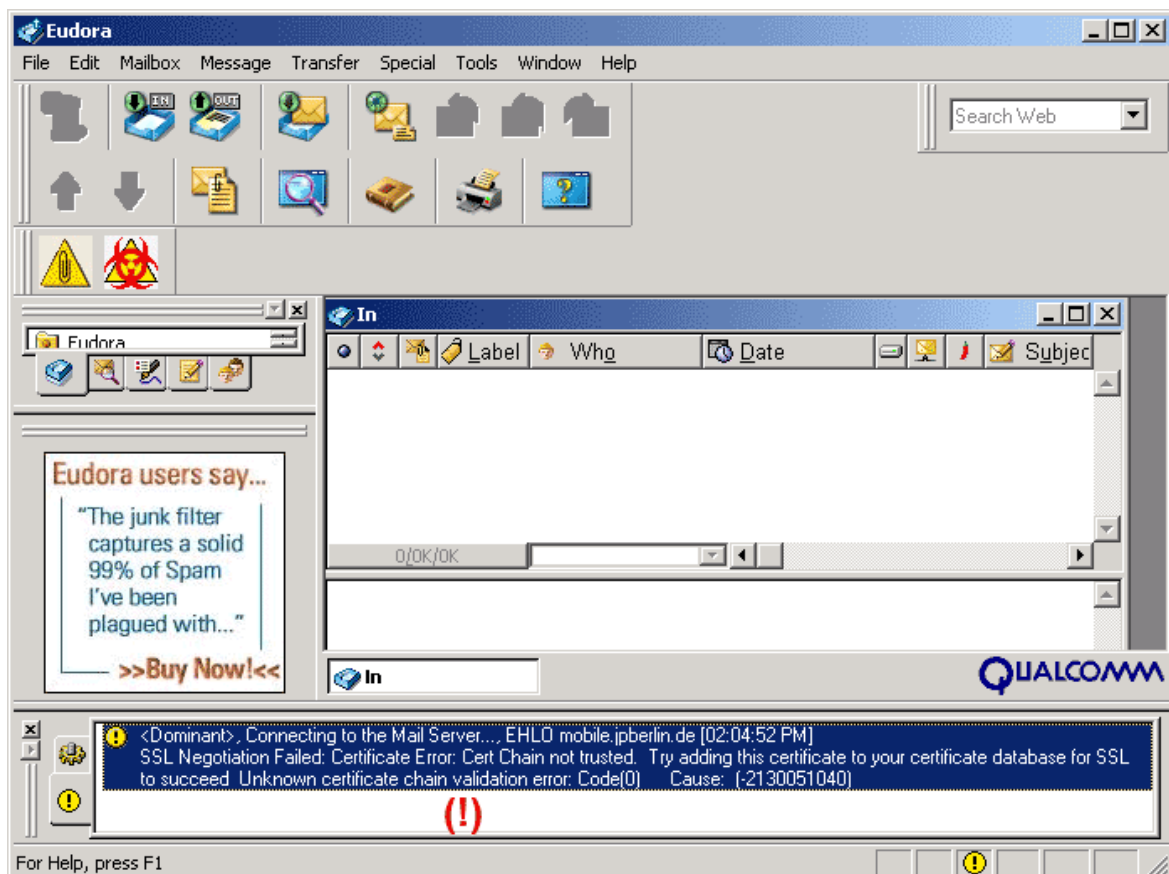 Eudora
File Edit Mailbox Message Transfer Special Tools Window Help
IN OUT
Search Web
Eudora
In
Label Who Date Subjec
Eudora users say...
"The junk filter
captures a solid
99% of Spam
I've been
plagued with..."
>>Buy Now!<<
0/0K/0K
In
QUALCOMM
<Dominant>, Connecting to the Mail Server..., EHLO mobile.jpberlin.de [02:04:52 PM]
SSL Negotiation Failed: Certificate Error: Cert Chain not trusted. Try adding this certificate to your certificate database for SSL
to succeed. Unknown certificate chain validation error: Code(0) Cause: (-2130051040)
(!)
For Help, press F1